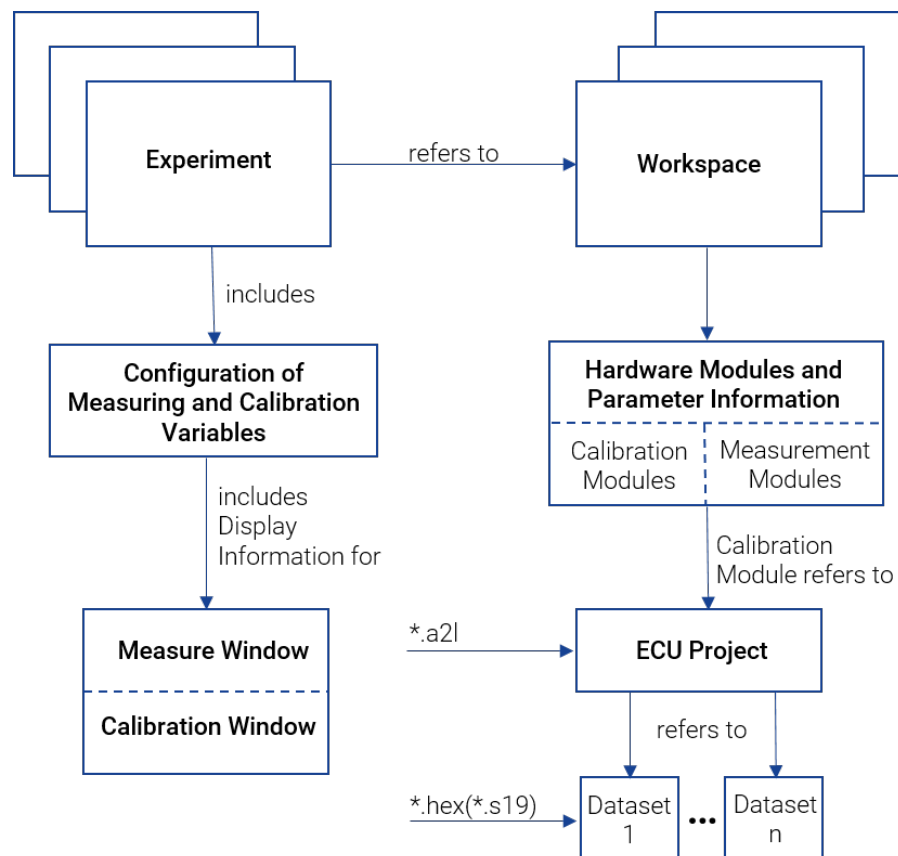 Experiment
refers to
Workspace
includes
Configuration of
Measuring and Calibration
Variables
Hardware Modules and
Parameter Information
Calibration
Modules
Measurement
Modules
includes
Display
Information for
Calibration
Module refers to
Measure Window
Calibration Window
*.a2l
ECU Project
refers to
*.hex(*.s19)
Dataset
1
•••
Dataset
n